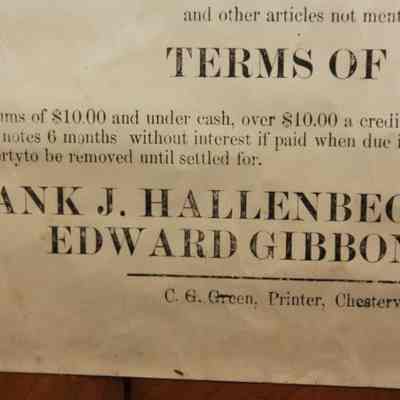 and other articles not ment
TERMS OF
ums of $10.00 and under cash, over $10.00 a credi
notes 6 months without interest if paid when due i
ertyto be removed until settled for.
ANK J. HALLENBEC
EDWARD GIBBON
C. G. Green, Printer, Chesterv